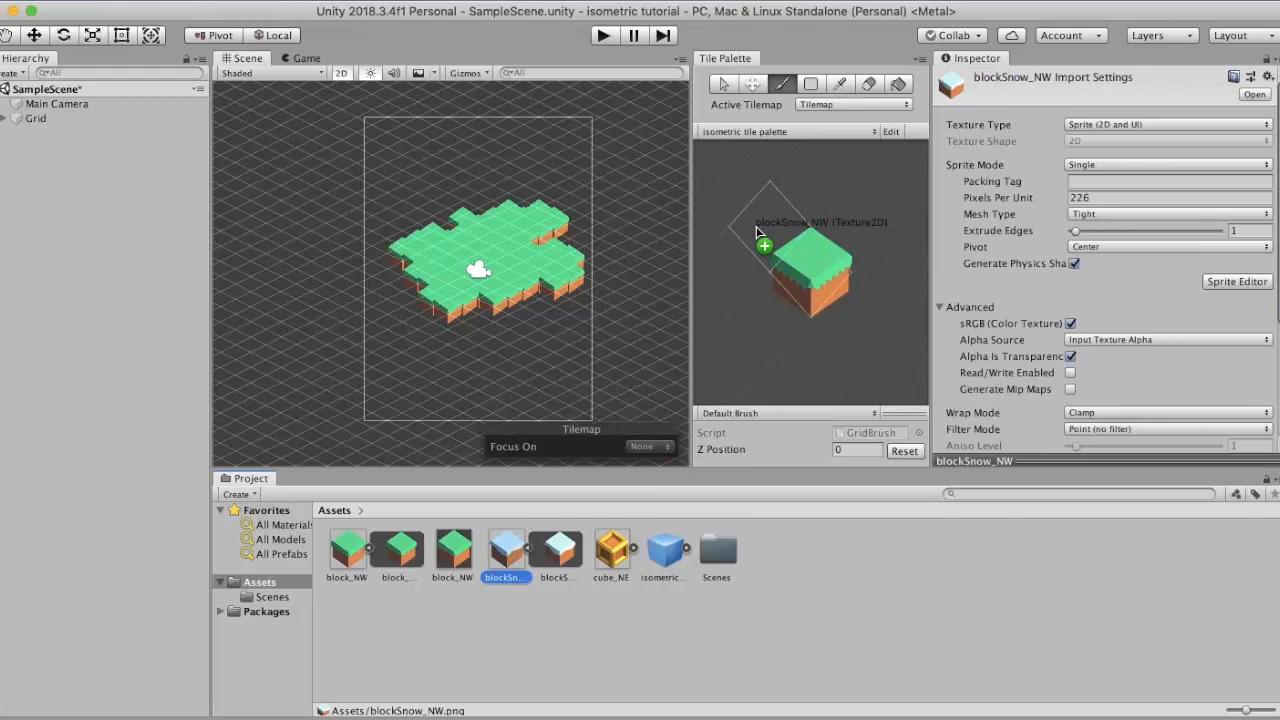 Unity 2018.3.4f1 Personal - SampleScene.unity - isometric tutorial - PC, Mac & Linux Standalone (Personal) <Metal>
Pivot Local Collab Account Layers Layout
Hierarchy Scene Game Tile Palette Inspector
reate All Shaded 2D Gizmos All
SampleScene*
Main Camera
Grid
Active Tilemap Tilemap
isometric tile palette Edit
blockSnow_NW (Texture2D)
Default Brush
Script GridBrush
Z Position 0 Reset
Tilemap
Focus On None
blockSnow_NW Import Settings
Open
Texture Type Sprite (2D and UI)
Texture Shape 2D
Sprite Mode Single
Packing Tag
Pixels Per Unit 226
Mesh Type Tight
Extrude Edges 1
Pivot Center
Generate Physics Sha
Sprite Editor
Advanced
sRGB (Color Texture)
Alpha Source Input Texture Alpha
Alpha Is Transparenc
Read/Write Enabled
Generate Mip Maps
Wrap Mode Clamp
Filter Mode Point (no filter)
Aniso Level 1
blockSnow_NW
Project
Create
Favorites
All Materials
All Models
All Prefabs
Assets
Scenes
Packages
Assets
block_NW block_... block_NW blockSn... blockS... cube_NE isometric... Scenes
Assets/blockSnow_NW.png